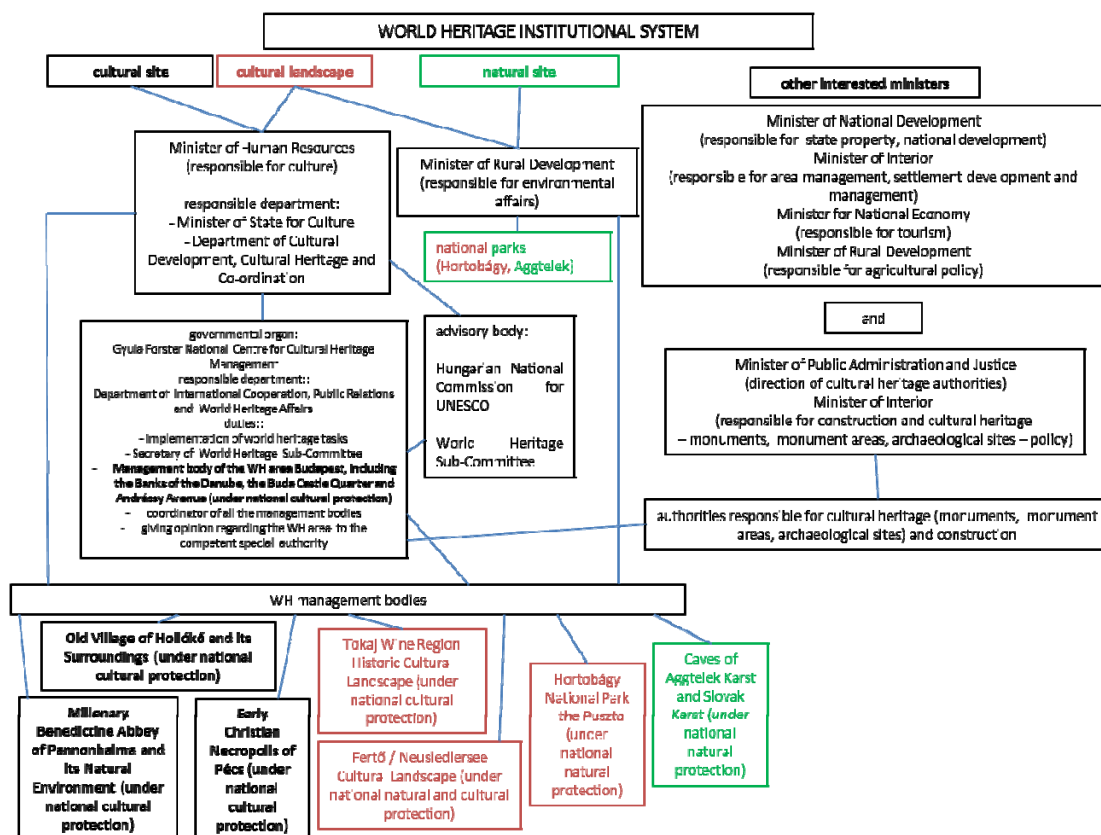 WORLD HERITAGE INSTITUTIONAL SYSTEM
cultural site
cultural landscape
natural site
other interested ministers
Minister of Human Resources
(responsible for culture)
responsible department:
- Minister of State for Culture
- Department of Cultural
Development, Cultural Heritage and
Co-ordination
Minister of Rural Development
(responsible for environmental
affairs)
national parks
(Hortobágy, Aggtelek)
Minister of National Development
(responsible for state property, national development)
Minister of Interior
(responsible for area management, settlement development and
management)
Minister for National Economy
(responsible for tourism)
Minister of Rural Development
(responsible for agricultural policy)
and
governmental organ:
Gyula Forster National Centre for Cultural Heritage
Management
responsible department::
Department of International Cooperation, Public Relations
and World Heritage Affairs
duties::
- implementation of world heritage tasks
- Secretary of World Heritage Sub-Committee
- Management body of the WH area Budapest, including
the Banks of the Danube, the Buda Castle Quarter and
Andrássy Avenue (under national cultural protection)
- coordinator of all the management bodies
- giving opinion regarding the WH area to the
competent special authority
advisory body:
Hungarian National
Commission for
UNESCO
World Heritage
Sub-Committee
Minister of Public Administration and Justice
(direction of cultural heritage authorities)
Minister of Interior
(responsible for construction and cultural heritage
– monuments, monument areas, archaeological sites – policy)
authorities responsible for cultural heritage (monuments, monument
areas, archaeological sites) and construction
WH management bodies
Old Village of Hollókő and its
Surroundings (under national
cultural protection)
Millenary
Benedictine Abbey
of Pannonhalma and
its Natural
Environment (under
national cultural
protection)
Early
Christian
Necropolis of
Pécs (under
national
cultural
protection)
Tokaj Wine Region
Historic Cultural
Landscape (under
national cultural
protection)
Fertő / Neusiedlersee
Cultural Landscape (under
national natural and cultural
protection)
Hortobágy
National Park
the Puszta
(under
national
natural
protection)
Caves of
Aggtelek Karst
and Slovak
Karst (under
national
natural
protection)